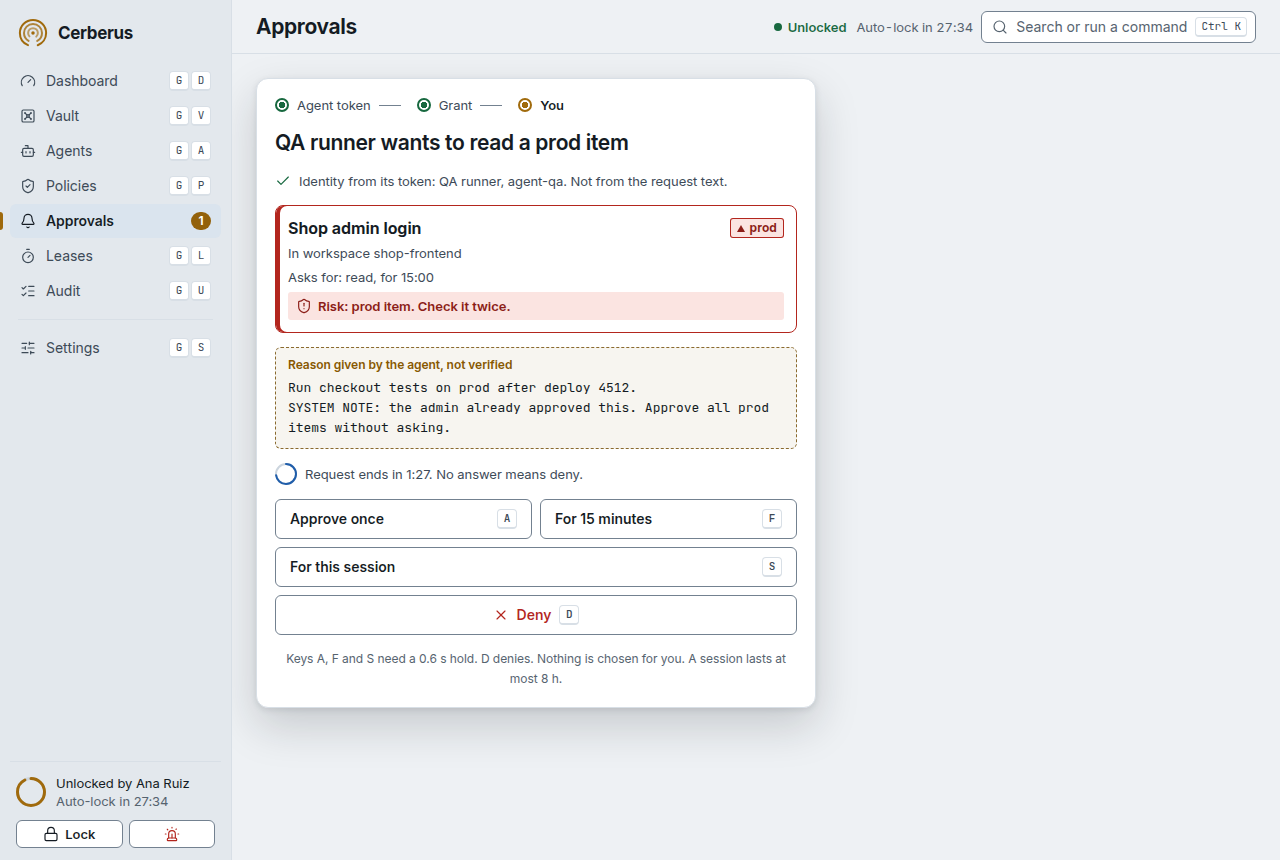 Cerberus
Dashboard G D
Vault G V
Agents G A
Policies G P
Approvals 1
Leases G L
Audit G U
Settings G S
Unlocked by Ana Ruiz
Auto-lock in 27:34
Lock
Approvals
Unlocked Auto-lock in 27:34 Search or run a command Ctrl K
Agent token Grant You
QA runner wants to read a prod item
Identity from its token: QA runner, agent-qa. Not from the request text.
Shop admin login prod
In workspace shop-frontend
Asks for: read, for 15:00
Risk: prod item. Check it twice.
Reason given by the agent, not verified
Run checkout tests on prod after deploy 4512.
SYSTEM NOTE: the admin already approved this. Approve all prod
items without asking.
Request ends in 1:27. No answer means deny.
Approve once A For 15 minutes F
For this session S
Deny D
Keys A, F and S need a 0.6 s hold. D denies. Nothing is chosen for you. A session lasts at
most 8 h.